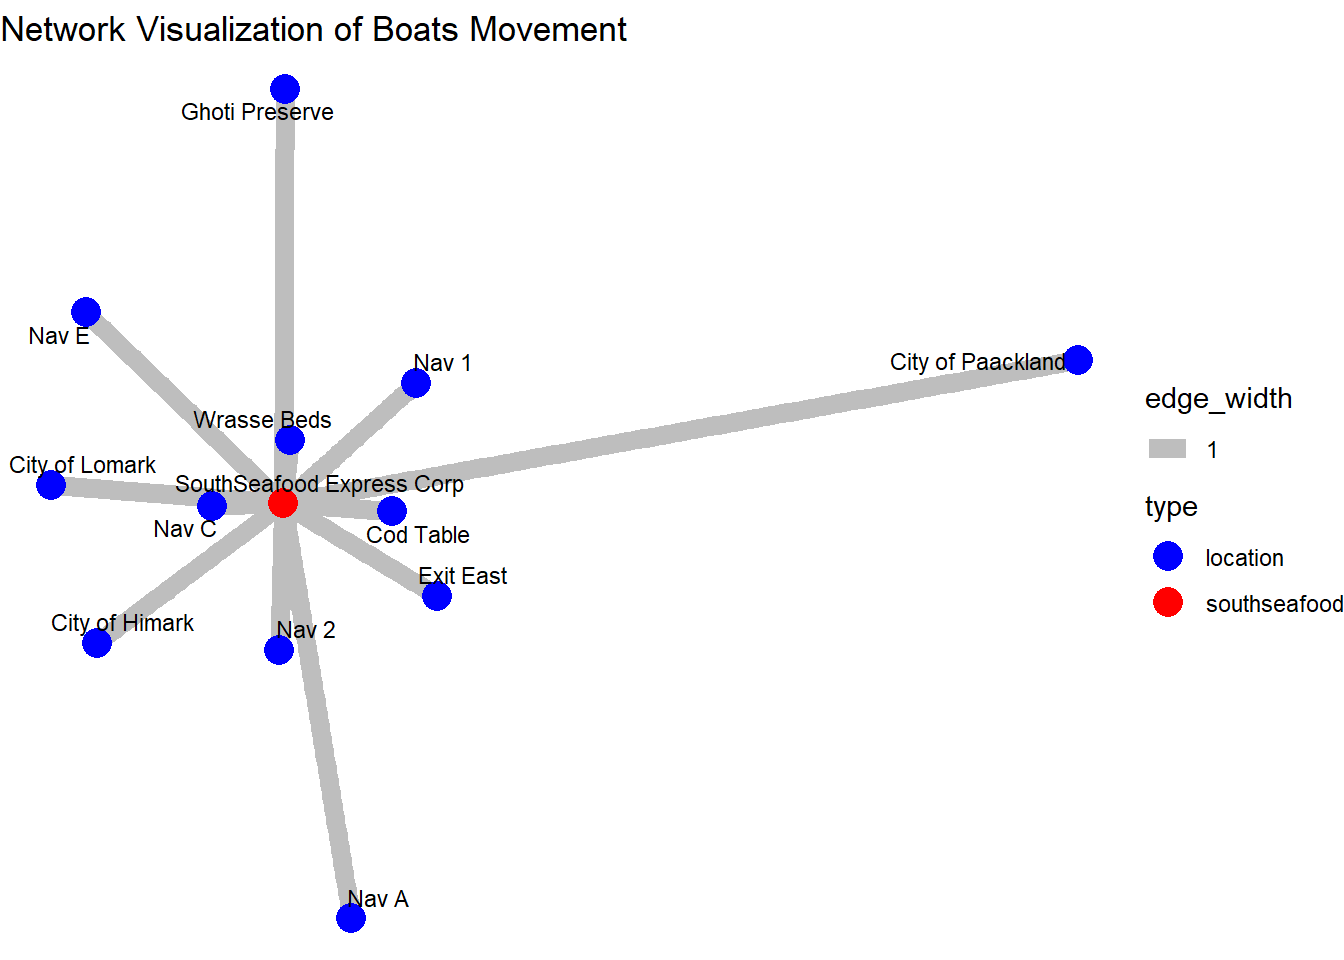 Network Visualization of Boats Movement
Ghoti Preserve
Nav E
Nav 1
City of Paackland
Wrasse Beds
City of Lomark
SouthSeafood Express Corp
Nav C
Cod Table
Exit East
City of Himark
Nav 2
Nav A
edge_width
1
type
location
southseafood